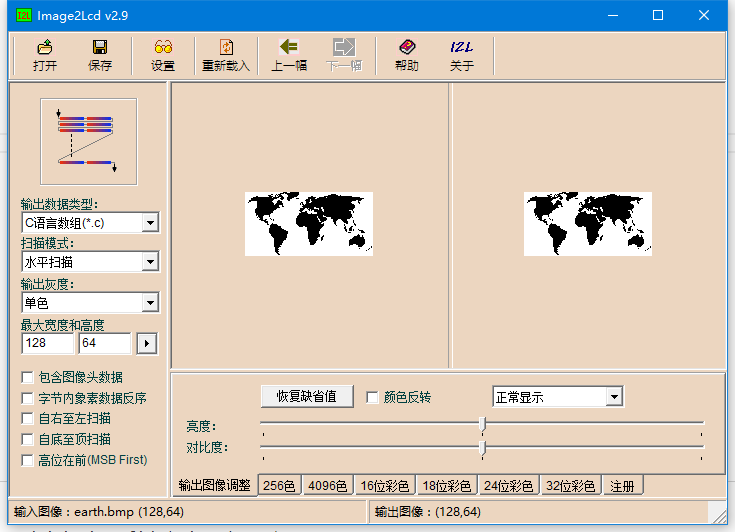 Image2Lcd v2.9
打开 保存 设置 重新载入 上一幅 下一幅 帮助 关于
I2L
输出数据类型:
C语言数组(*.c)
扫描模式:
水平扫描
输出灰度:
单色
最大宽度和高度
128 64
包含图像头数据
字节内象素数据反序
自右至左扫描
自底至顶扫描
高位在前(MSB First)
恢复缺省值 颜色反转 正常显示
亮度:
对比度:
输出图像调整 256色 4096色 16位彩色 18位彩色 24位彩色 32位彩色 注册
输入图像: earth.bmp (128,64) 输出图像: (128,64)